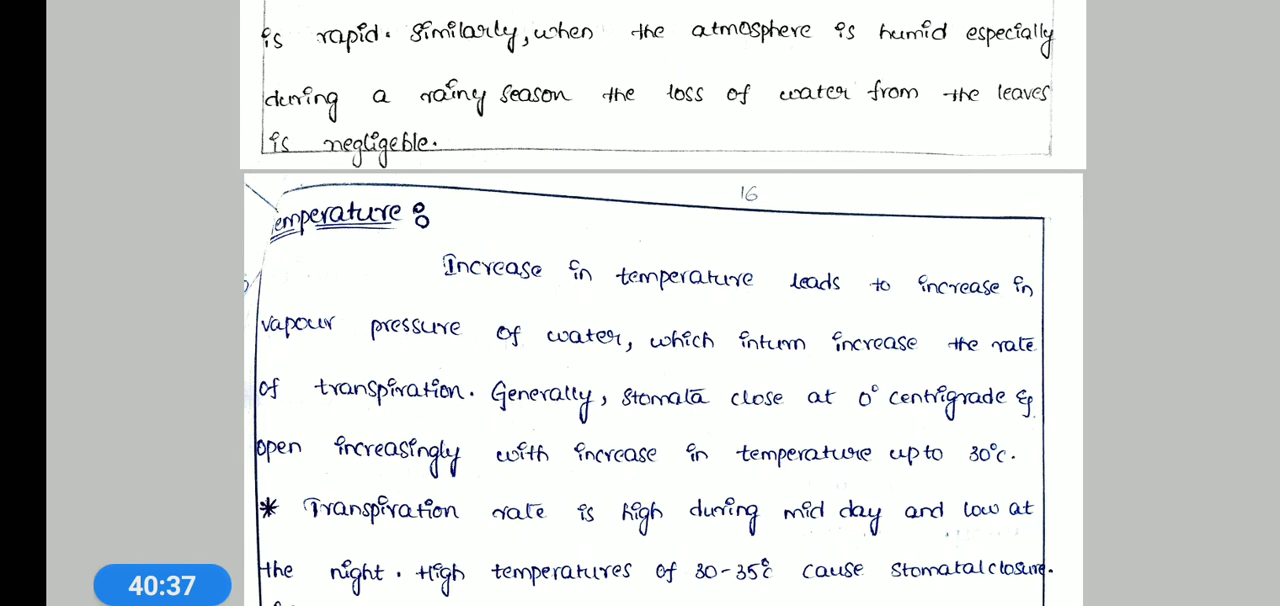 is rapid. Similarly, when the atmosphere is humid especially
during a rainy season the loss of water from the leaves
is negligeble.
16
emperature :
Increase in temperature leads to increase in
vapour pressure of water, which inturn increase the rate
of transpiration. Generally, Stomata close at 0° centrigrade &
open increasingly with increase in temperature upto 30°c.
* Transpiration rate is high during mid day and low at
the night. High temperatures of 30-35°c cause stomatal closure.
40:37